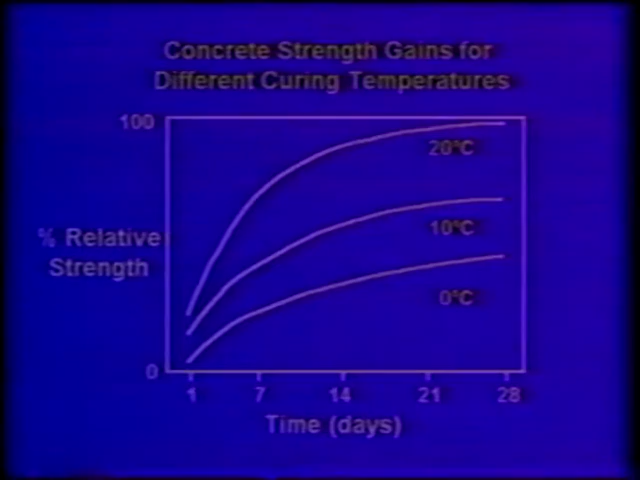 Concrete Strength Gains for
Different Curing Temperatures
100
20°C
% Relative
Strength
10°C
0°C
0
1 7 14 21 28
Time (days)